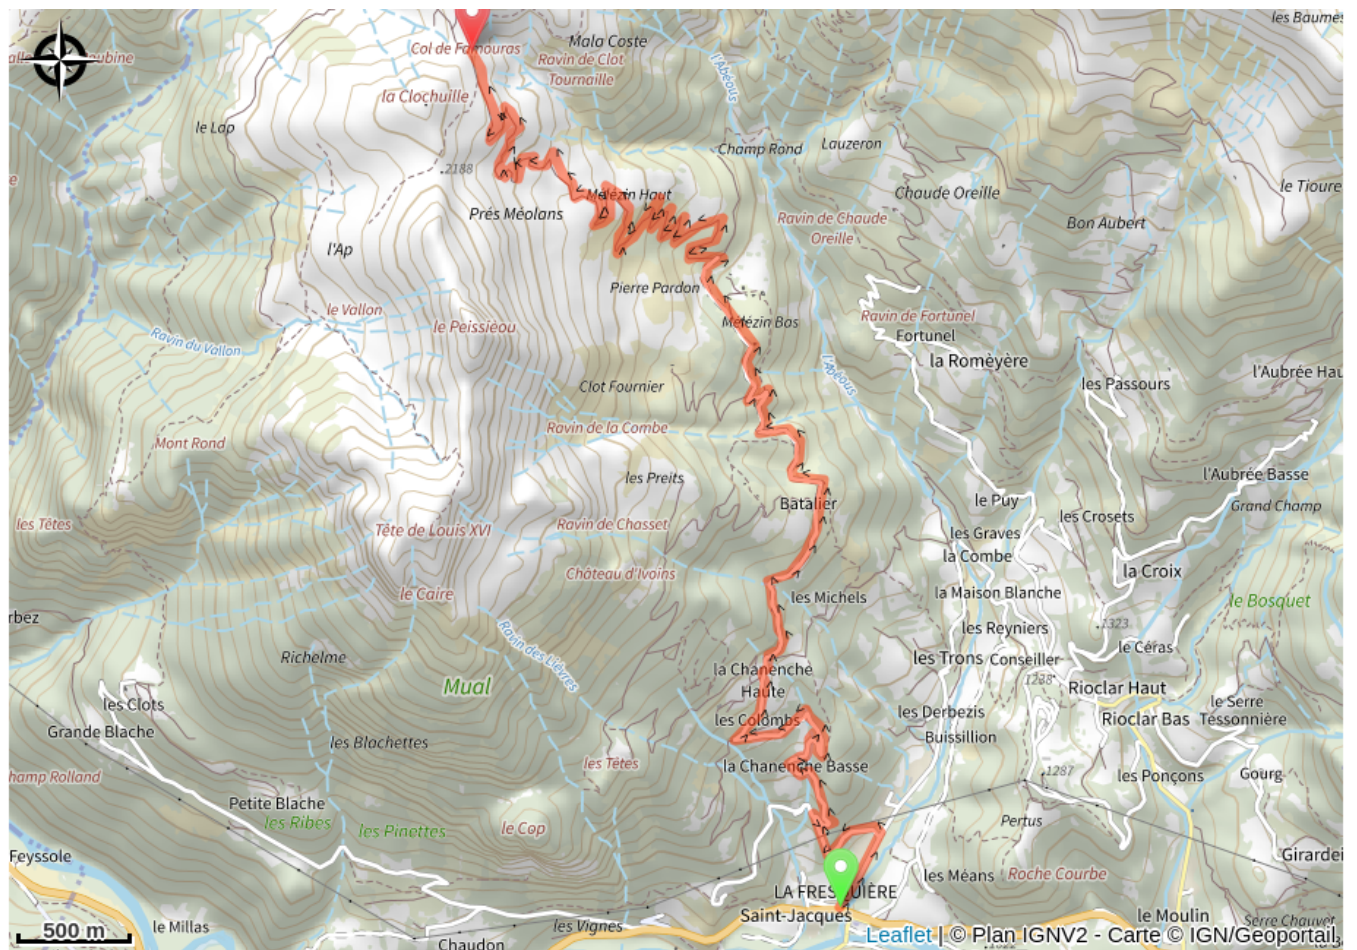 les Baumes
Mala Coste
Col de Famouras
Ravin de Clot
Tournaille
l'Abéous
la Clochuille
le Lap
Champ Rond
Lauzeron
2188
Mélézin Haut
Chaude Oreille
le Tioure
Prés Méolans
Ravin de Chaude
Oreille
Bon Aubert
l'Ap
Pierre Pardon
le Vallon
Ravin de Fortunel
Mélézin Bas
le Peissiéou
Fortunel
Ravin du Vallon
la Romèyère
l'Abéous
l'Aubrée Hau
Clot Fournier
les Passours
Ravin de la Combe
Mont Rond
les Preits
l'Aubrée Basse
le Puy
Batalier
Grand Champ
les Têtes
Tête de Louis XVI
Ravin de Chasset
les Crosets
les Graves
la Combe
Château d'Ivoins
la Croix
le Caire
les Michels
la Maison Blanche
le Bosquet
rbez
1323
les Reyniers
le Céras
Ravin des Lièvres
Richelme
les Trons
Conseiller
la Chanenche
Haute
1238
Mual
Rioclar Haut
les Clots
le Serre
Tessonnière
les Colombs
les Derbezis
Rioclar Bas
Grande Blache
les Blachettes
Buissillion
les Têtes
la Chanenche Basse
1287
les Ponçons
Gourg
hamp Rolland
Petite Blache
les Ribes
les Pinettes
le Cop
Pertus
Feyssole
Girardei
les Méans
Roche Courbe
LA FRESQUIÈRE
Saint-Jacques
le Moulin
Serre Chauvet
les Vignes
le Millas
500 m
Chaudon
Leaflet | © Plan IGNV2 - Carte © IGN/Geoportail